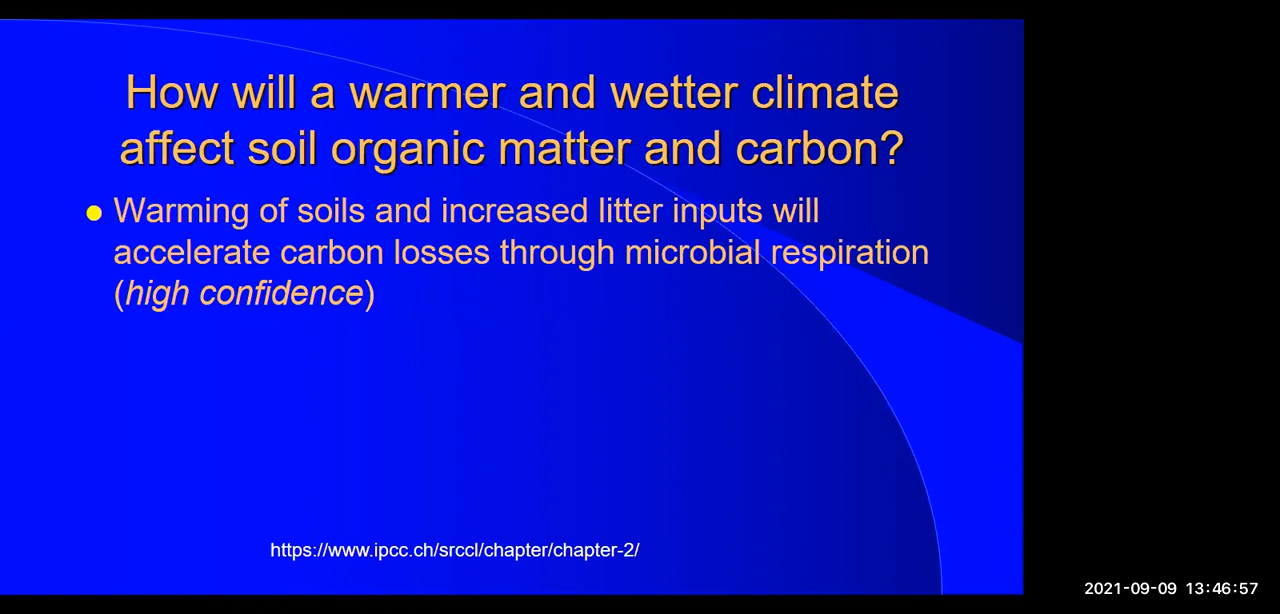 How will a warmer and wetter climate
affect soil organic matter and carbon?
Warming of soils and increased litter inputs will
accelerate carbon losses through microbial respiration
(high confidence)
https://www.ipcc.ch/srccl/chapter/chapter-2/
2021-09-09 13:46:57